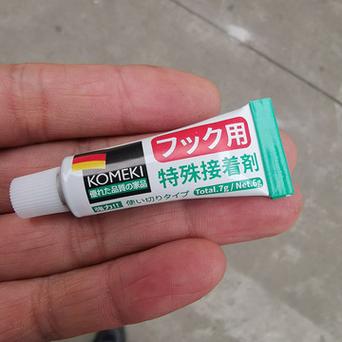 フック用
KOMEKI
特殊接着剤
優れた品質の家品
Total.7g/Net.6g
強力!! 使い切りタイプ